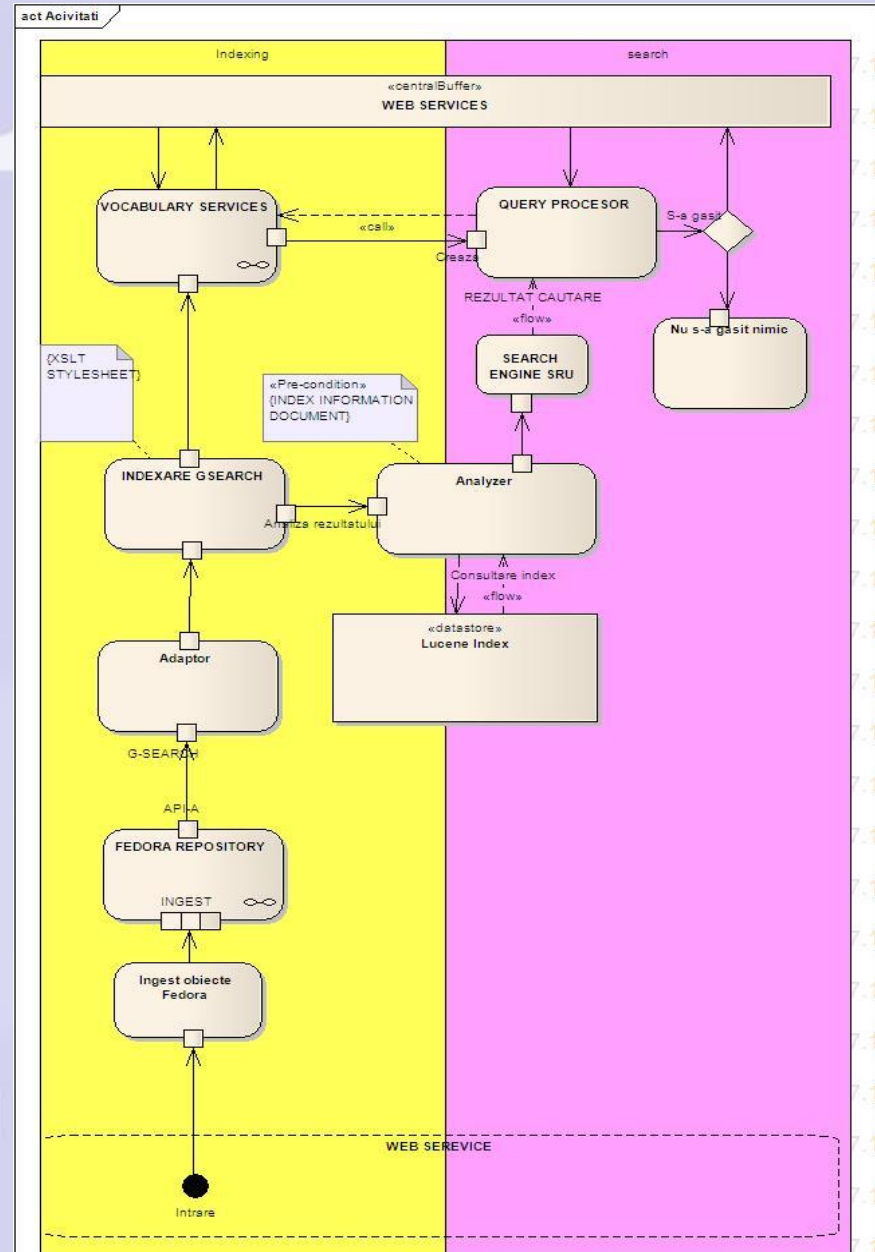 act Acivitati
Indexing
search
«centralBuffer»
WEB SERVICES
VOCABULARY SERVICES
QUERY PROCESOR
S-a gasit
«call»
Creaza
REZULTAT CAUTARE
«flow»
Nu s-a gasit nimic
{XSLT
STYLESHEET}
SEARCH
ENGINE SRU
«Pre-condition»
{INDEX INFORMATION
DOCUMENT}
INDEXARE GSEARCH
Analyzer
Analiza rezultatului
Consultare index
«flow»
«datastore»
Lucene Index
Adaptor
G-SEARCH
API-A
FEDORA REPOSITORY
INGEST
Ingest obiecte
Fedora
WEB SEREVICE
Intrare